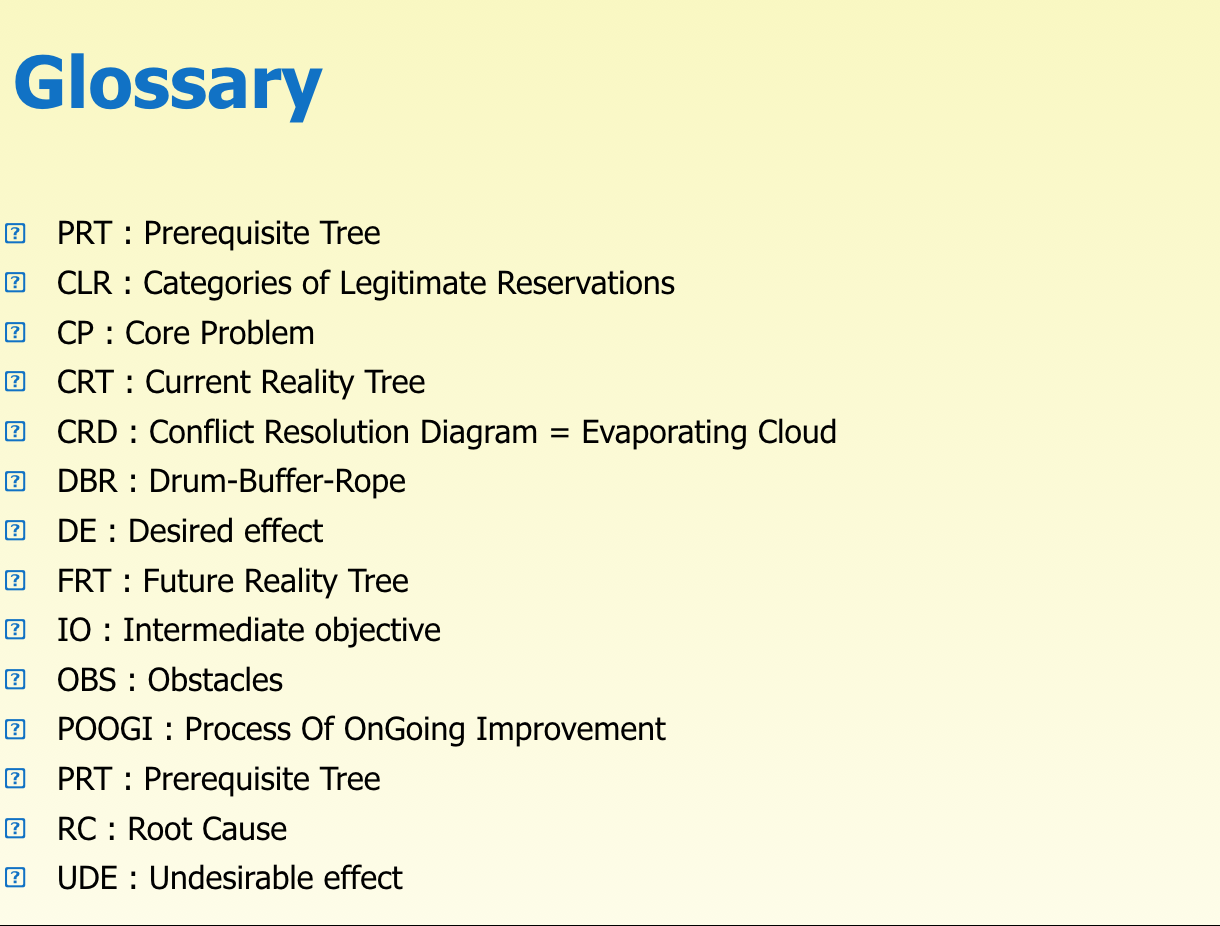 Glossary
PRT : Prerequisite Tree
CLR : Categories of Legitimate Reservations
CP : Core Problem
CRT : Current Reality Tree
CRD : Conflict Resolution Diagram = Evaporating Cloud
DBR : Drum-Buffer-Rope
DE : Desired effect
FRT : Future Reality Tree
IO : Intermediate objective
OBS : Obstacles
POOGI : Process Of OnGoing Improvement
PRT : Prerequisite Tree
RC : Root Cause
UDE : Undesirable effect